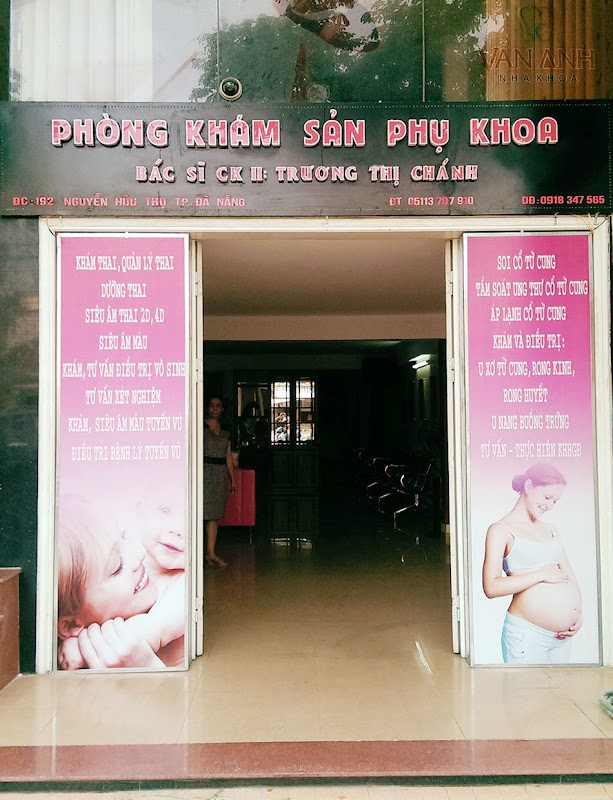 VAN ANH
NHA KHOA
PHÒNG KHÁM SẢN PHỤ KHOA
BÁC SĨ CK II: TRƯƠNG THỊ CHÁNH
ĐC: 192 NGUYỄN HỮU THỌ TP ĐÀ NẴNG
ĐT 05113 707 910
DĐ: 0918 347 565
KHÁM THAI, QUẢN LÝ THAI
DƯỠNG THAI
SIÊU ÂM THAI 2D, 4D
SIÊU ÂM MÀU
KHÁM, TƯ VẤN ĐIỀU TRỊ VÔ SINH
TƯ VẤN XÉT NGHIỆM
KHÁM, SIÊU ÂM MÀU TUYẾN VÚ
ĐIỀU TRỊ BỆNH LÝ TUYẾN VÚ
SOI CỔ TỬ CUNG
TẦM SOÁT UNG THƯ CỔ TỬ CUNG
ÁP LẠNH CỔ TỬ CUNG
KHÁM VÀ ĐIỀU TRỊ:
U XƠ TỬ CUNG, RONG KINH,
RONG HUYẾT
U NANG BUỒNG TRỨNG
TƯ VẤN - THỰC HIỆN KHHGĐ